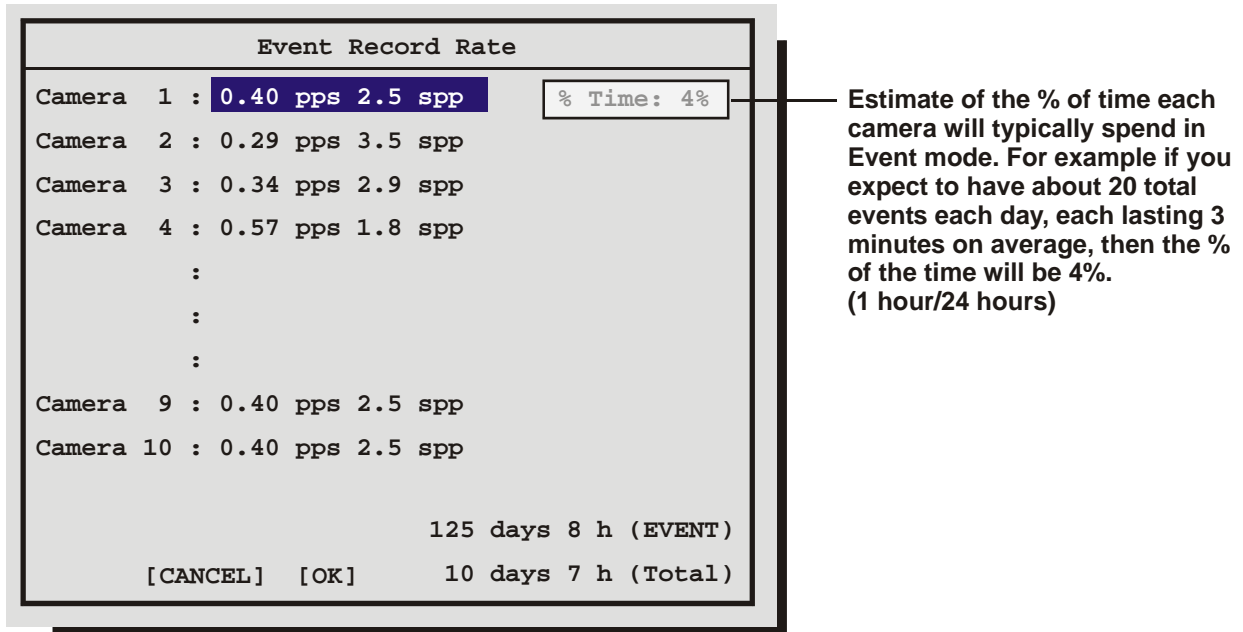 Event Record Rate
Camera 1 : 0.40 pps 2.5 spp
% Time: 4%
Camera 2 : 0.29 pps 3.5 spp
Camera 3 : 0.34 pps 2.9 spp
Camera 4 : 0.57 pps 1.8 spp
:
:
:
Camera 9 : 0.40 pps 2.5 spp
Camera 10 : 0.40 pps 2.5 spp
125 days 8 h (EVENT)
[CANCEL] [OK] 10 days 7 h (Total)
Estimate of the % of time each
camera will typically spend in
Event mode. For example if you
expect to have about 20 total
events each day, each lasting 3
minutes on average, then the %
of the time will be 4%.
(1 hour/24 hours)